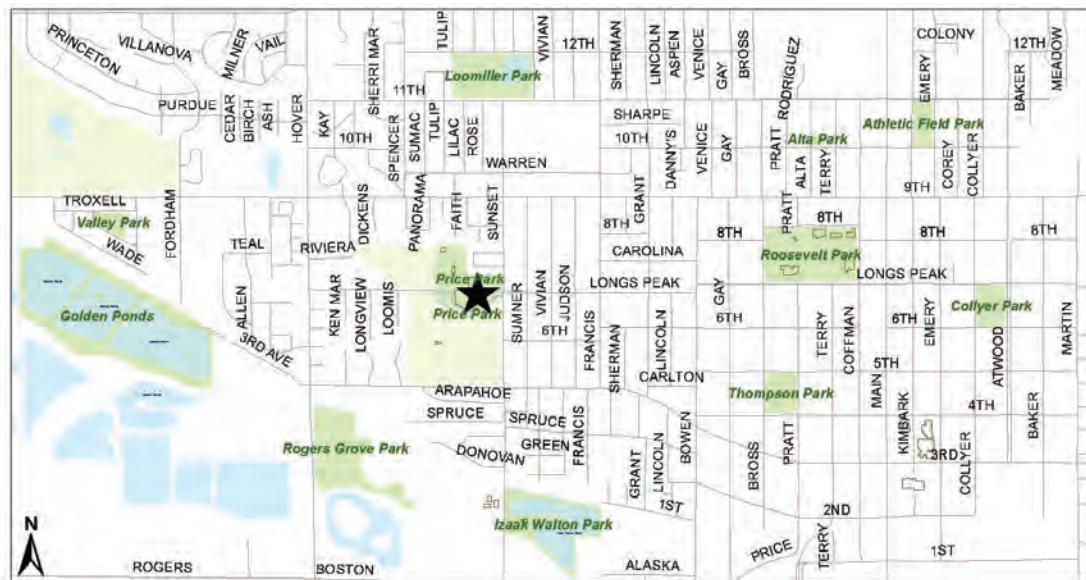 PRINCETON
VILLANOVA
MILNER
VAIL
SHERRI MAR
TULIP
VIVIAN
12TH
SHERMAN
LINCOLN
ASPEN
VENICE
GAY
BROSS
RODRIGUEZ
COLONY
EMERY
12TH
BAKER
MEADOW
Loomiller Park
11TH
PURDUE
CEDAR
BIRCH
ASH
HOVER
KAY
10TH
SPENCER
SUMAC
TULIP
LILAC
ROSE
WARREN
SHARPE
10TH
DANNY'S
VENICE
GAY
PRATT
ALTA
TERRY
Alta Park
Athletic Field Park
COREY
COLLYER
9TH
TROXELL
Valley Park
WADE
FORDHAM
TEAL
RIVIERA
DICKENS
PANORAMA
FAITH
SUNSET
GRANT
8TH
CAROLINA
8TH
PRATT
8TH
8TH
8TH
Roosevelt Park
LONGS PEAK
LONGS PEAK
Price Park
Price Park
Golden Ponds
ALLEN
3RD AVE
KEN MAR
LONGVIEW
LOOMIS
SUMNER
VIVIAN
JUDSON
6TH
FRANCIS
SHERMAN
LINCOLN
GAY
6TH
TERRY
COFFMAN
6TH
EMERY
Collyer Park
ATWOOD
MARTIN
5TH
MAIN
CARLTON
ARAPAHOE
Thompson Park
KIMBARK
4TH
BAKER
SPRUCE
SPRUCE
GREEN
FRANCIS
DONOVAN
Rogers Grove Park
GRANT
LINCOLN
BOWEN
BROSS
PRATT
3RD
COLLYER
1ST
2ND
Izaak Walton Park
PRICE
TERRY
1ST
N
ROGERS
BOSTON
ALASKA